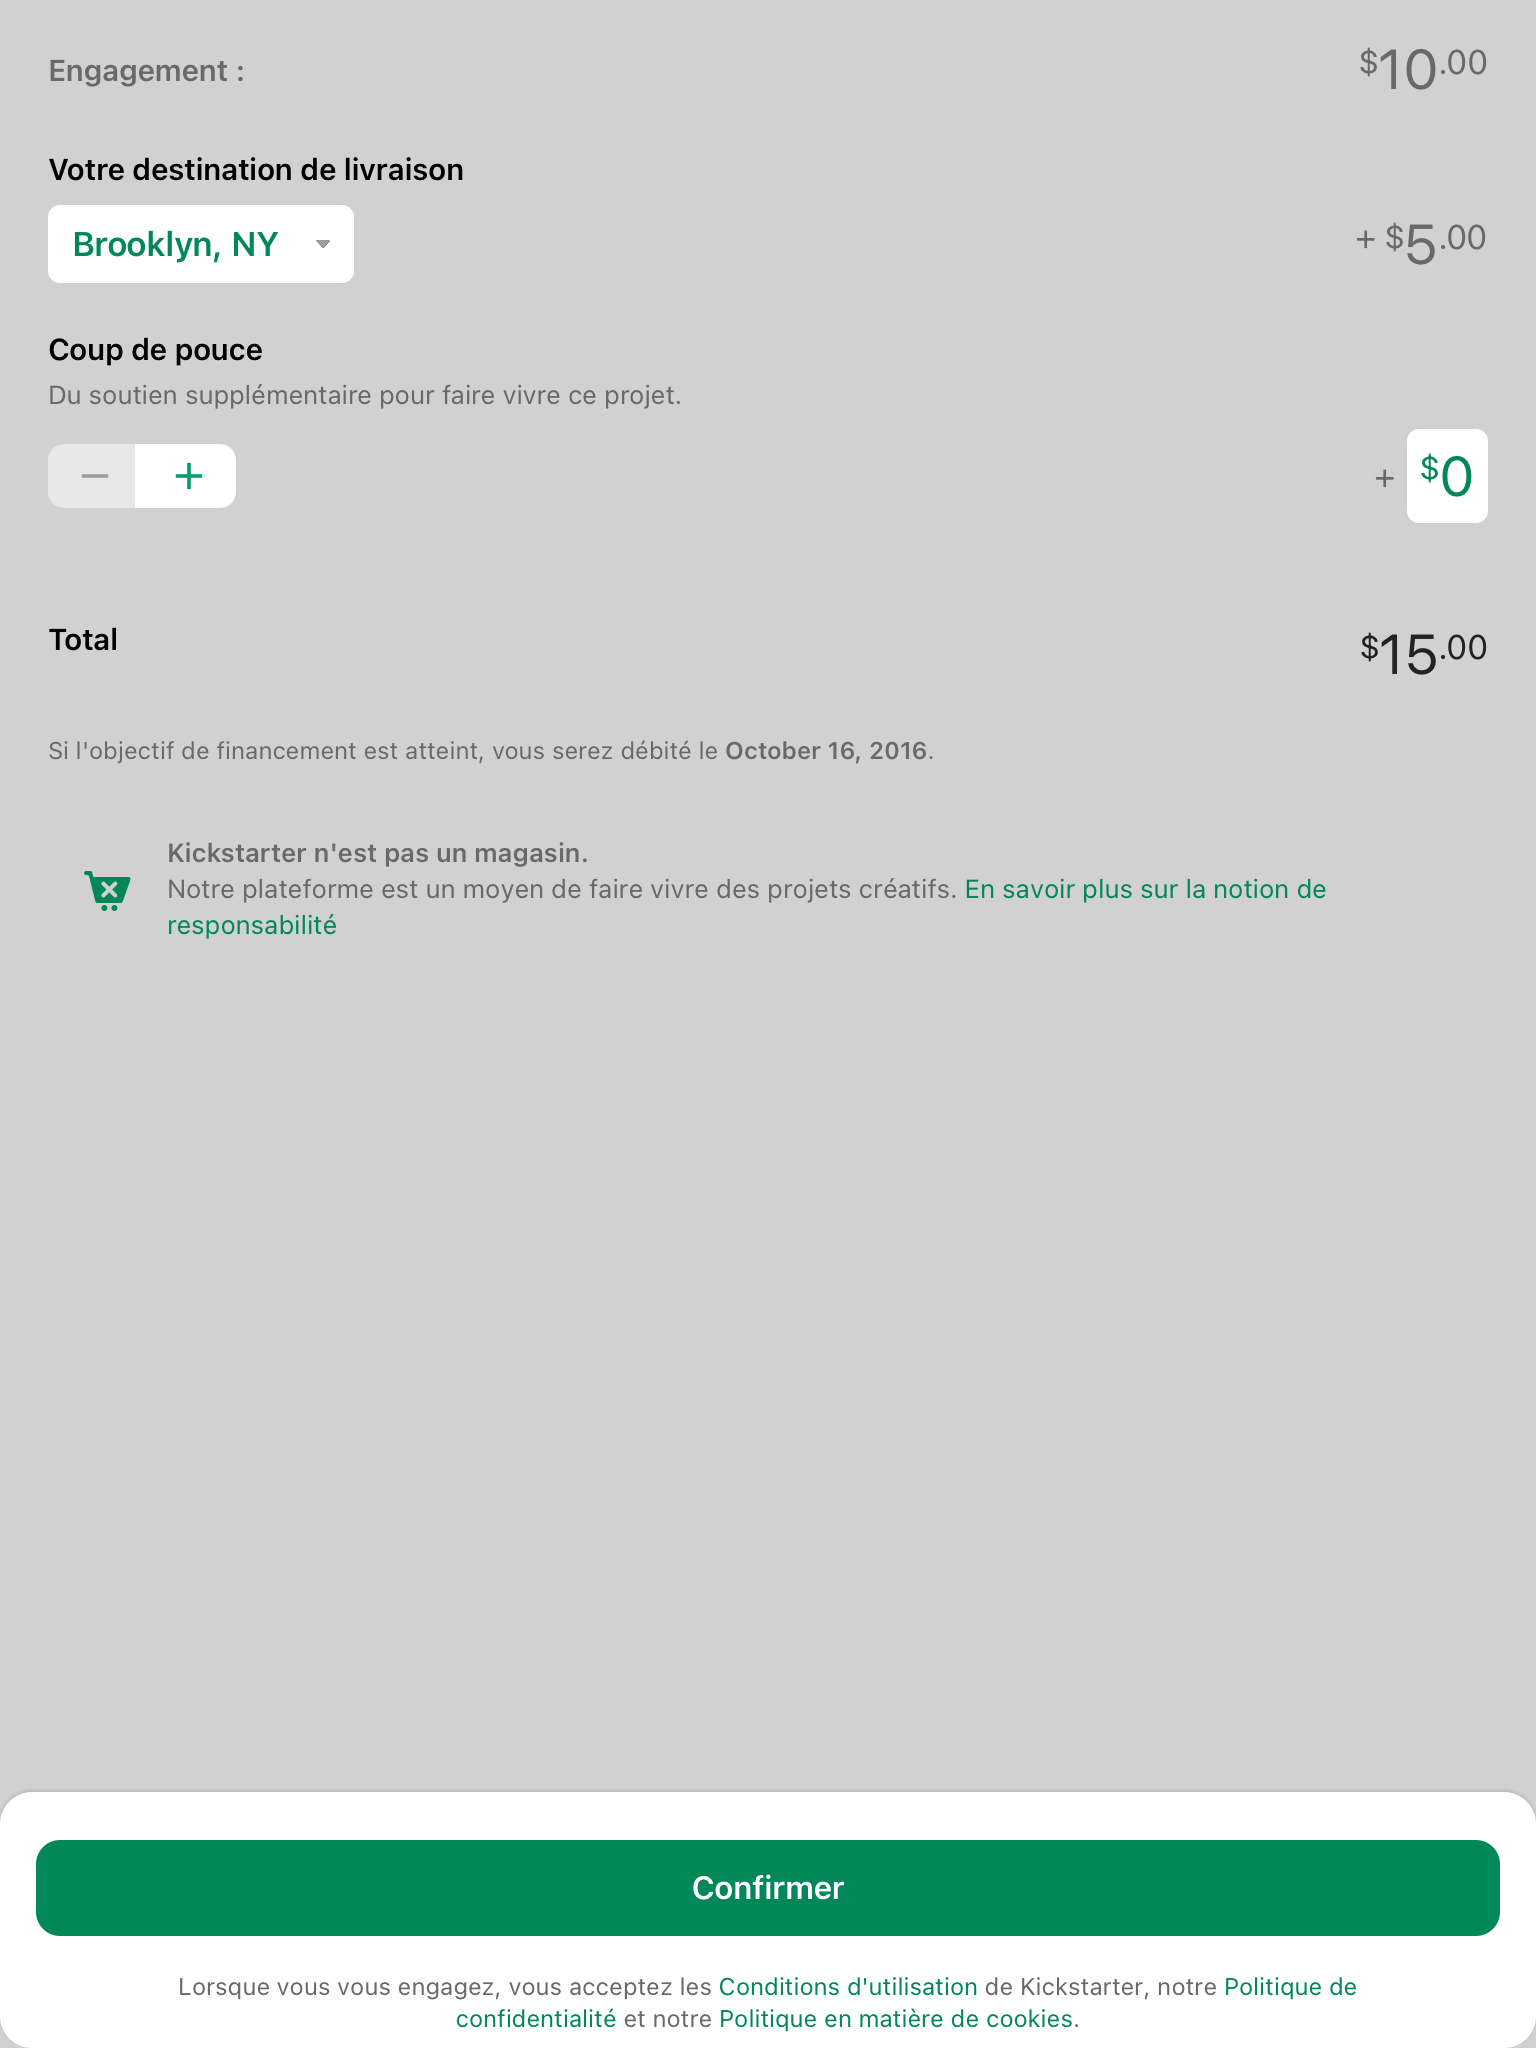 Engagement : $10.00
Votre destination de livraison
Brooklyn, NY + $5.00
Coup de pouce
Du soutien supplémentaire pour faire vivre ce projet.
− + + $0
Total $15.00
Si l'objectif de financement est atteint, vous serez débité le October 16, 2016.
Kickstarter n'est pas un magasin.
Notre plateforme est un moyen de faire vivre des projets créatifs. En savoir plus sur la notion de
responsabilité
Confirmer
Lorsque vous vous engagez, vous acceptez les Conditions d'utilisation de Kickstarter, notre Politique de
confidentialité et notre Politique en matière de cookies.